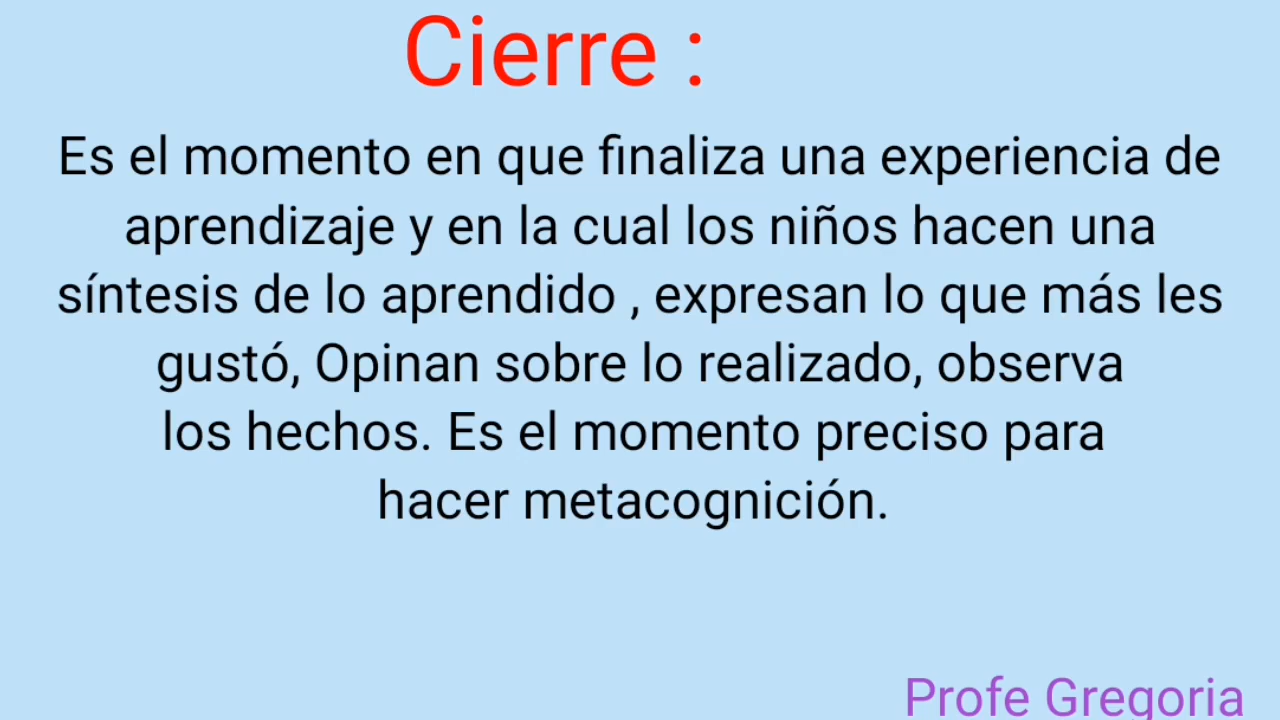 Cierre :
Es el momento en que finaliza una experiencia de
aprendizaje y en la cual los niños hacen una
síntesis de lo aprendido , expresan lo que más les
gustó, Opinan sobre lo realizado, observa
los hechos. Es el momento preciso para
hacer metacognición.
Profe Gregoria